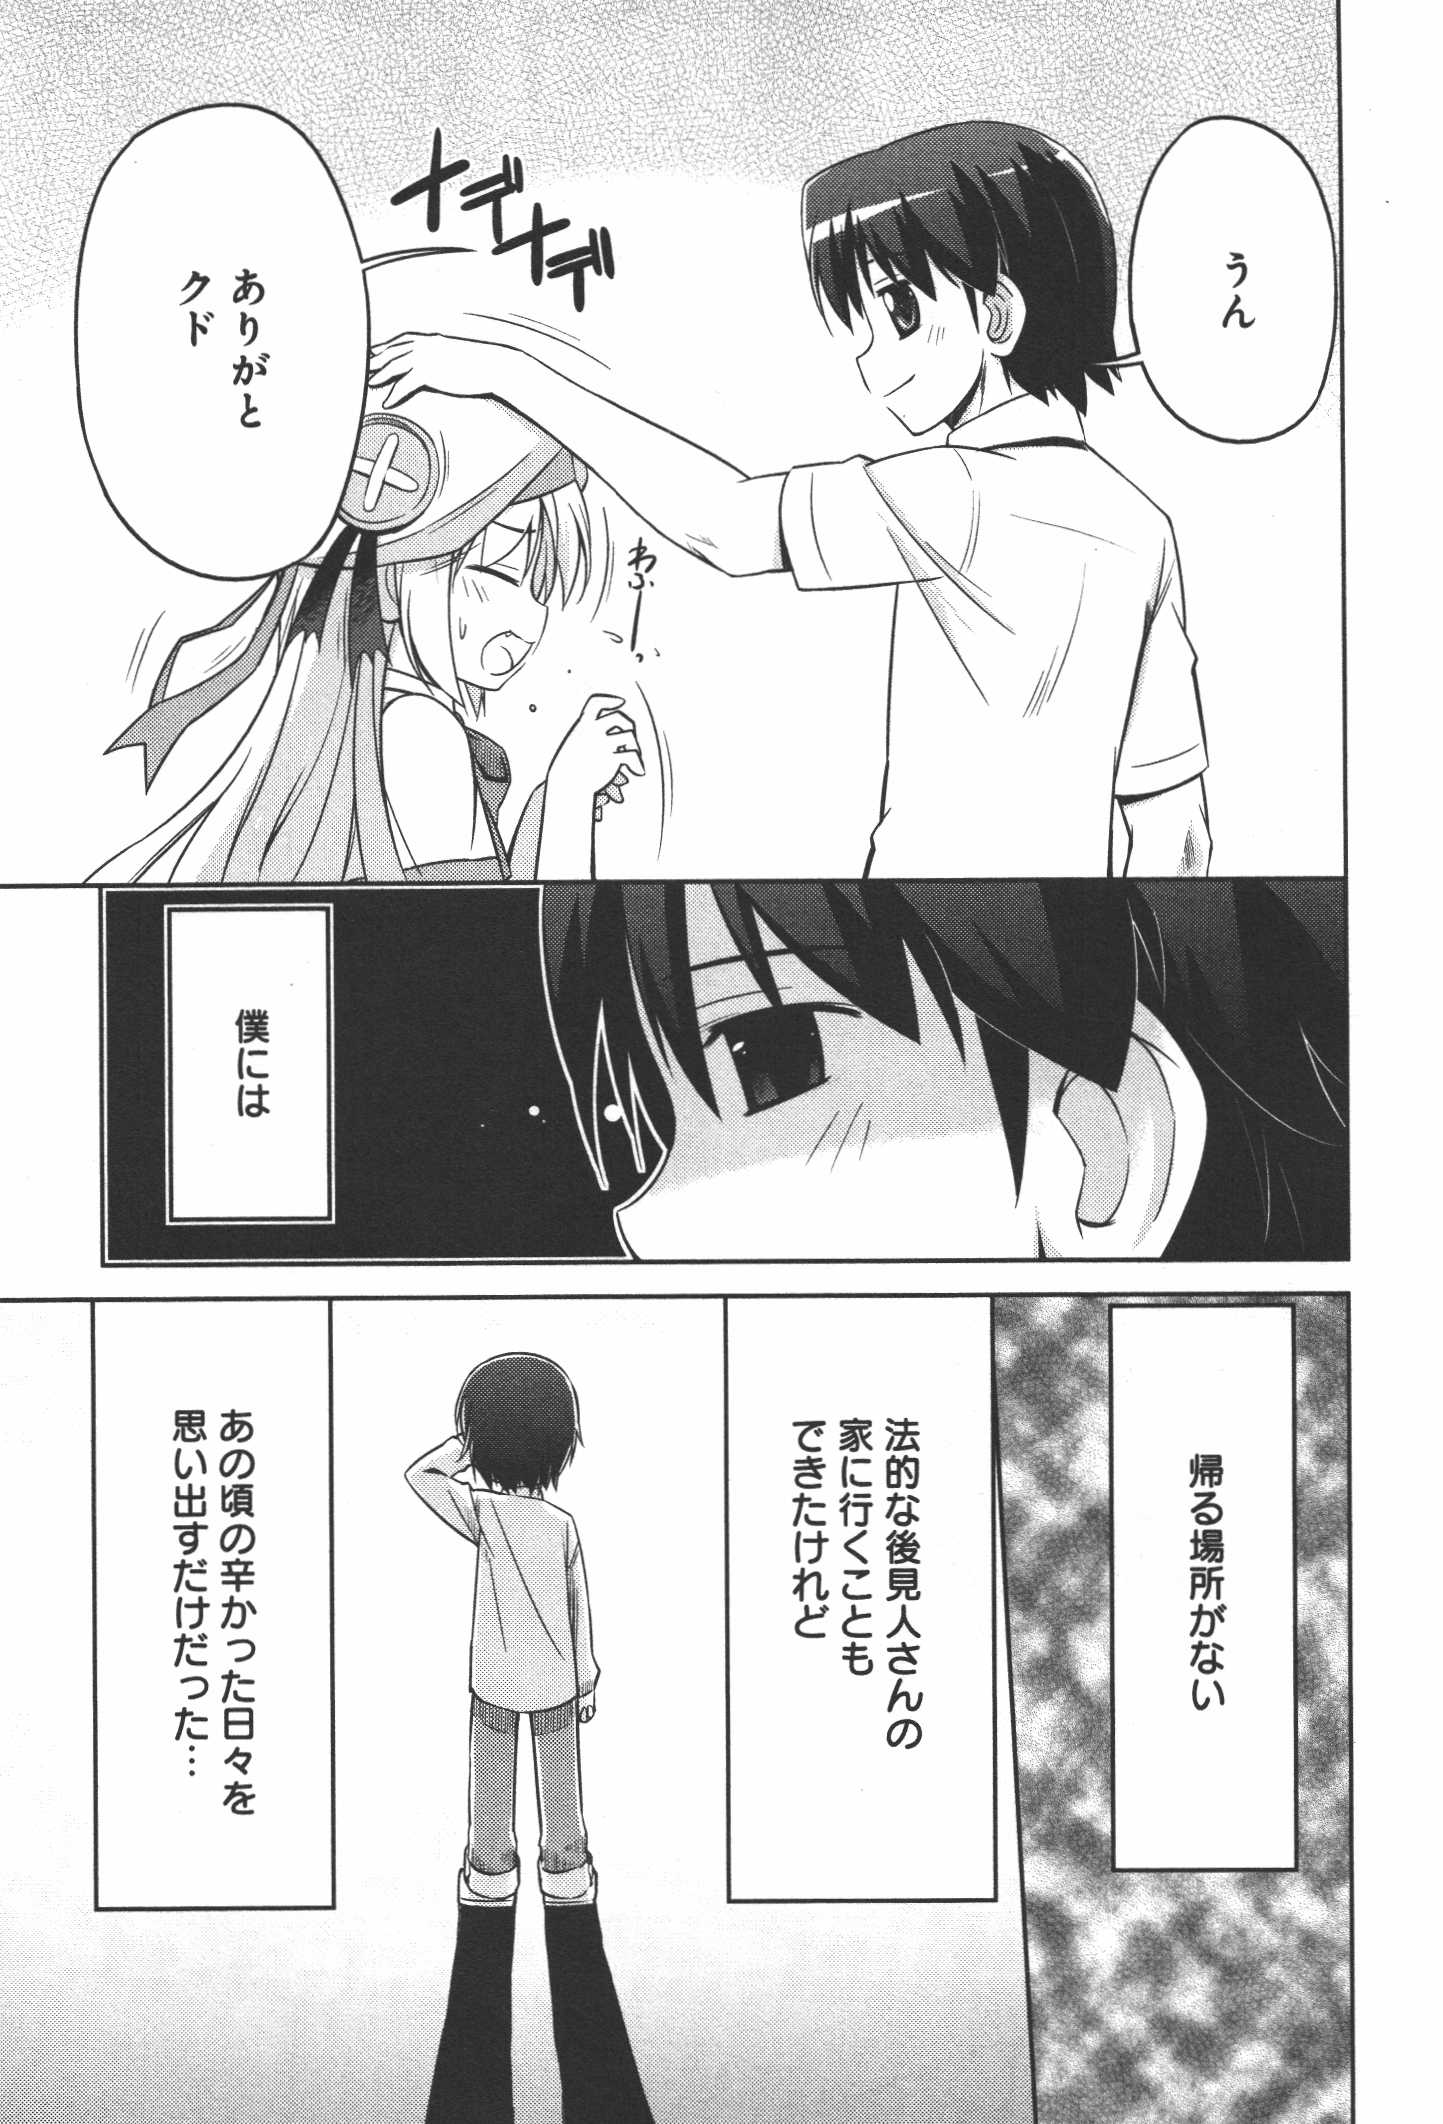 うん
ナデナデ
ありがと
クド
わふーっ
僕には
帰る場所がない
法的な後見人さんの
家に行くことも
できたけれど
あの頃の辛かった日々を
思い出すだけだった…